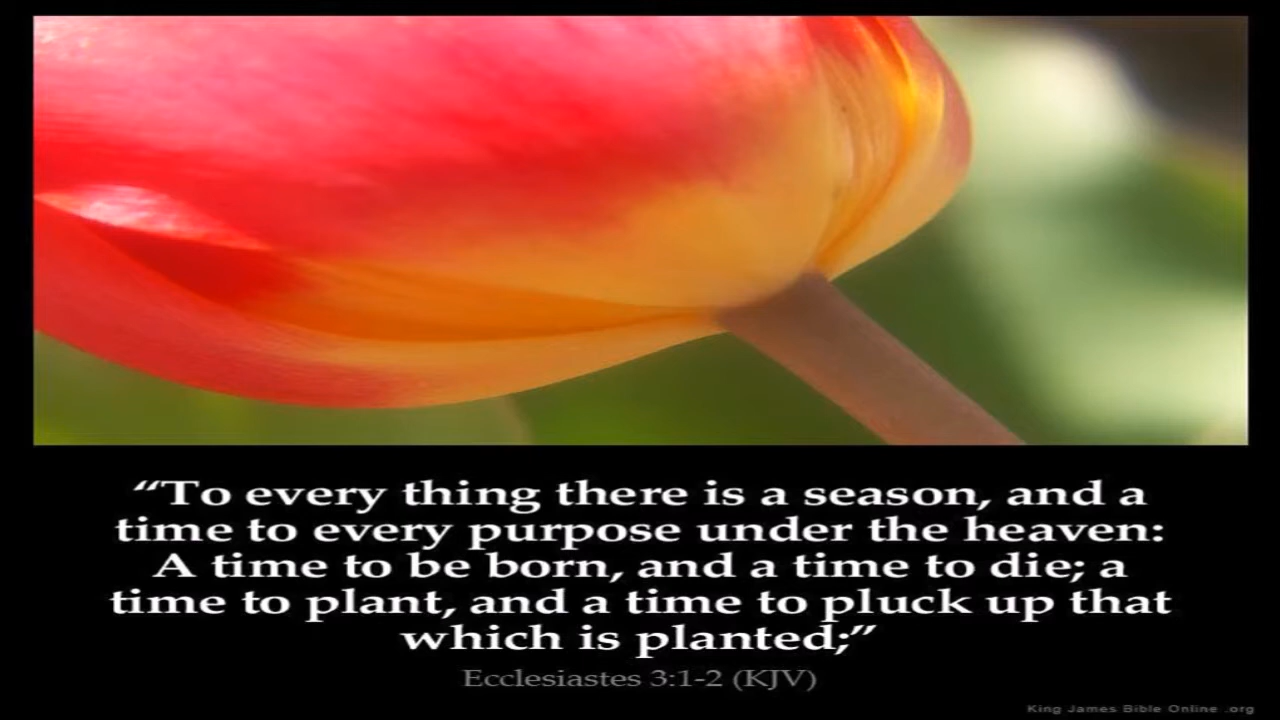 “To every thing there is a season, and a
time to every purpose under the heaven:
A time to be born, and a time to die; a
time to plant, and a time to pluck up that
which is planted;”
Ecclesiastes 3:1-2 (KJV)
King James Bible Online .org